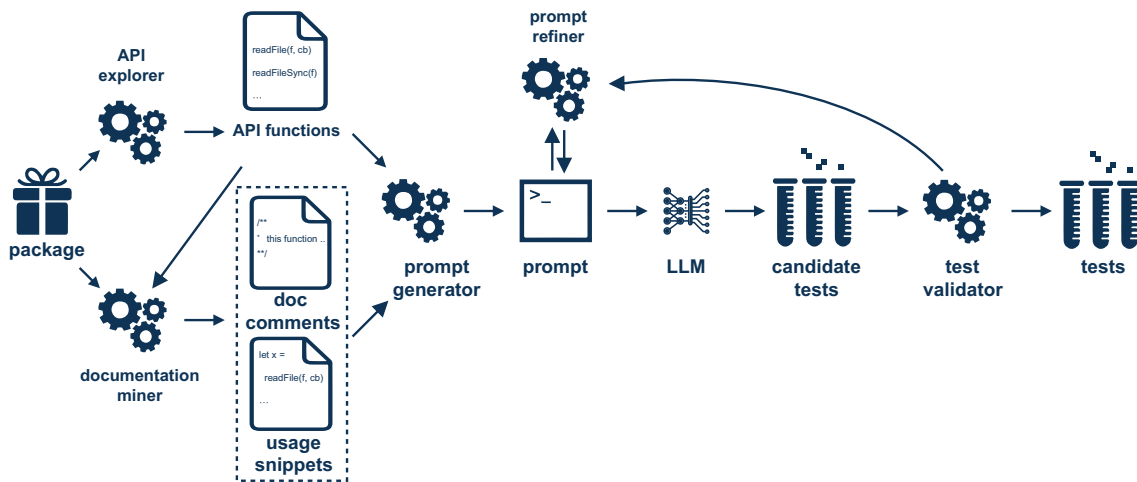 API
explorer
readFile(f, cb)
readFileSync(f)
...
API functions
package
documentation
miner
/**
* this function ..
**/
doc
comments
let x =
readFile(f, cb)
...
usage
snippets
prompt
generator
prompt
refiner
>_
prompt
LLM
candidate
tests
test
validator
tests